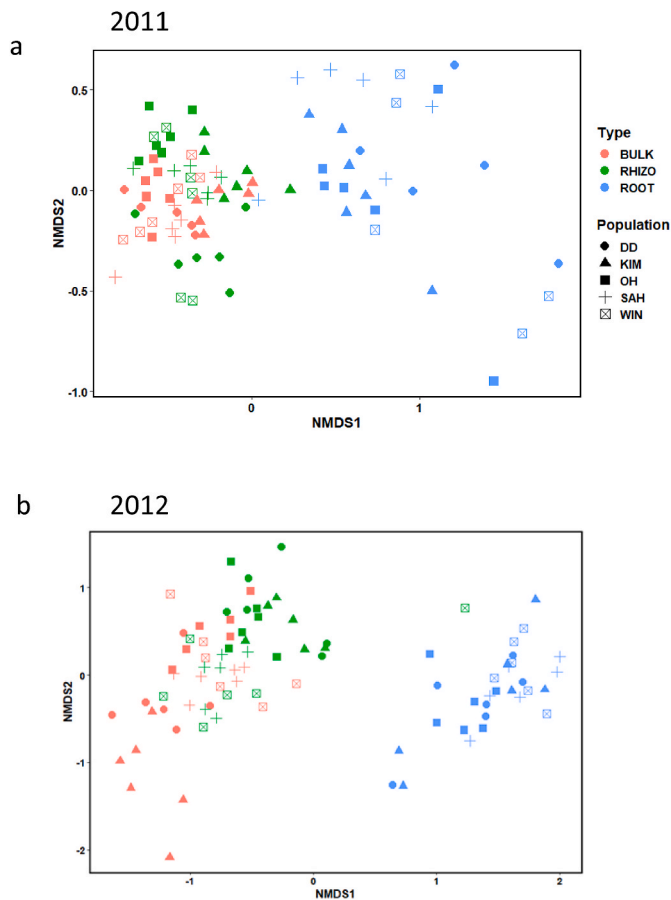 2011
a
0.5
0.0
-0.5
-1.0
NMDS2
0
1
NMDS1
Type
BULK
RHIZO
ROOT
Population
DD
KIM
OH
SAH
WIN
b
2012
1
0
-1
-2
NMDS2
-1
0
1
2
NMDS1